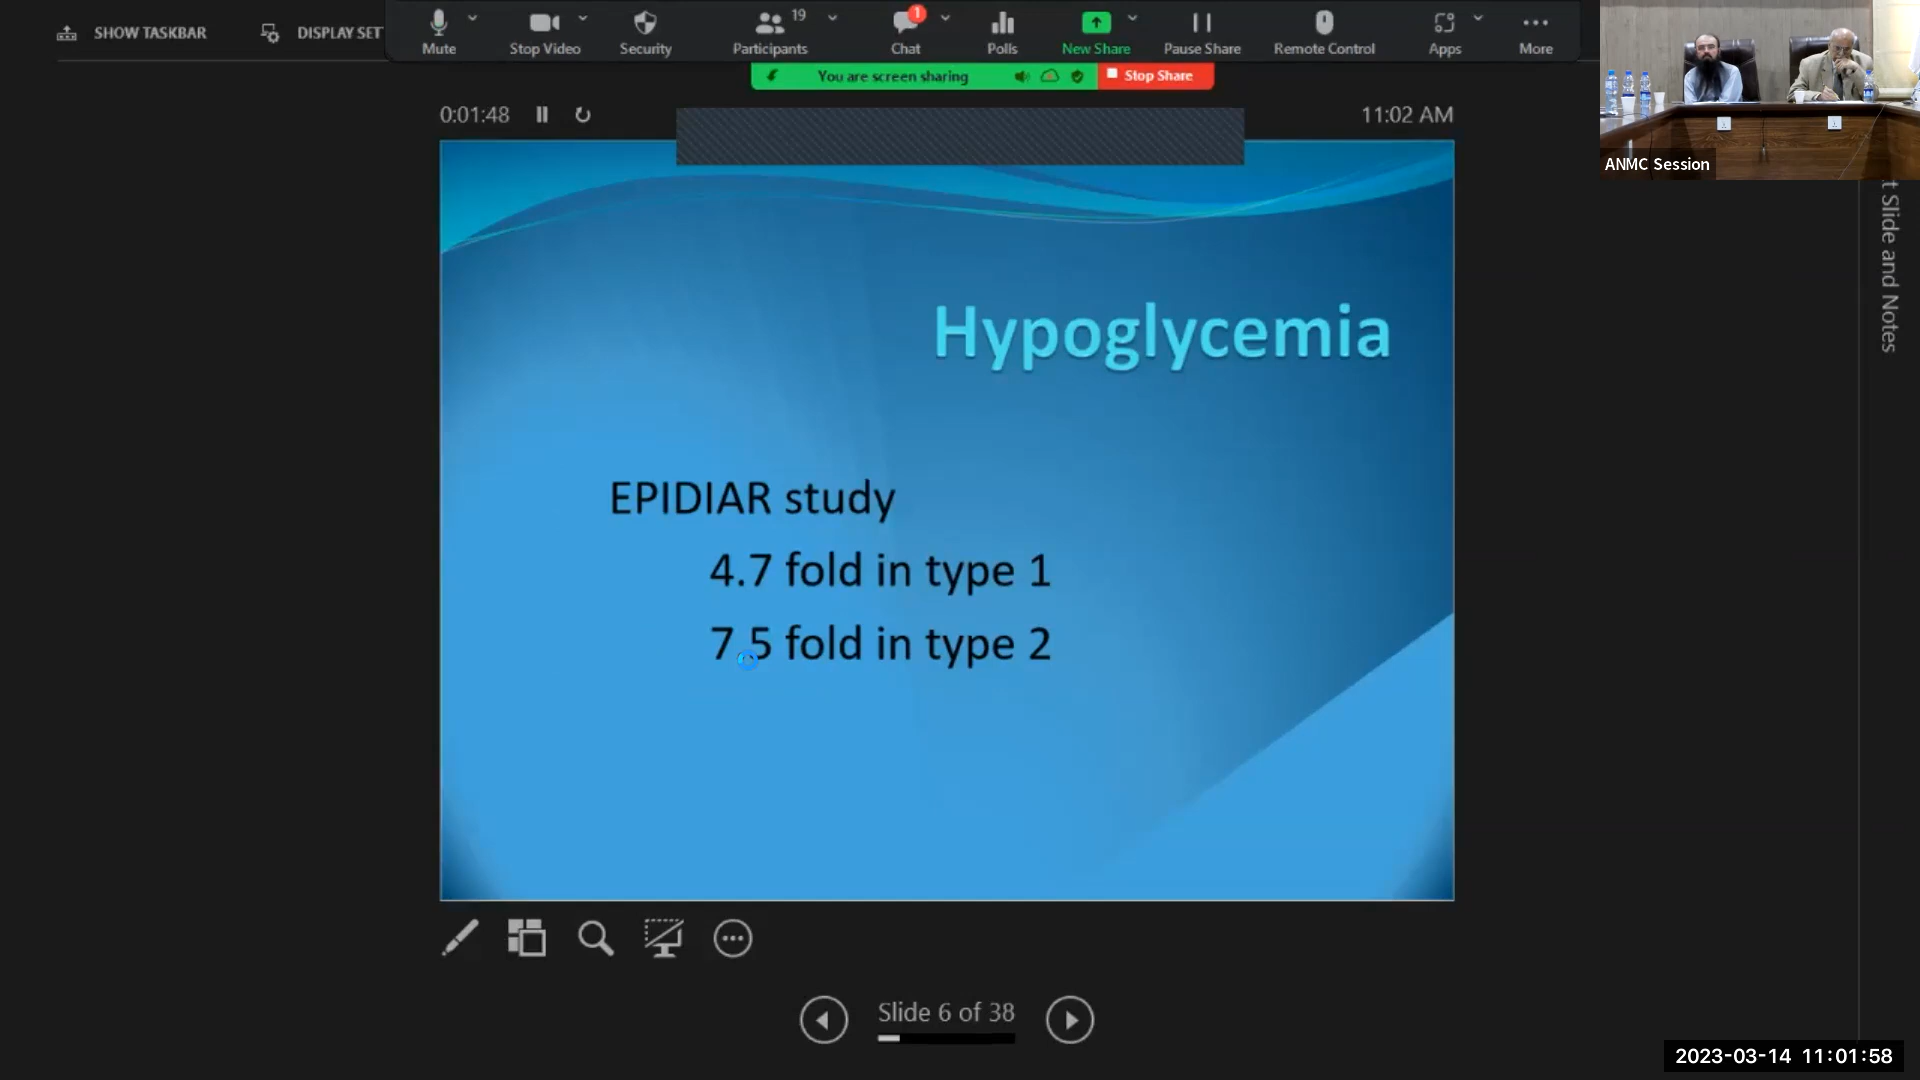 SHOW TASKBAR
DISPLAY SET
Mute
Stop Video
Security
19
Participants
1
Chat
Polls
New Share
Pause Share
Remote Control
Apps
More
You are screen sharing
Stop Share
0:01:48
11:02 AM
ANMC Session
t Slide and Notes
Hypoglycemia
EPIDIAR study
4.7 fold in type 1
7.5 fold in type 2
Slide 6 of 38
2023-03-14 11:01:58